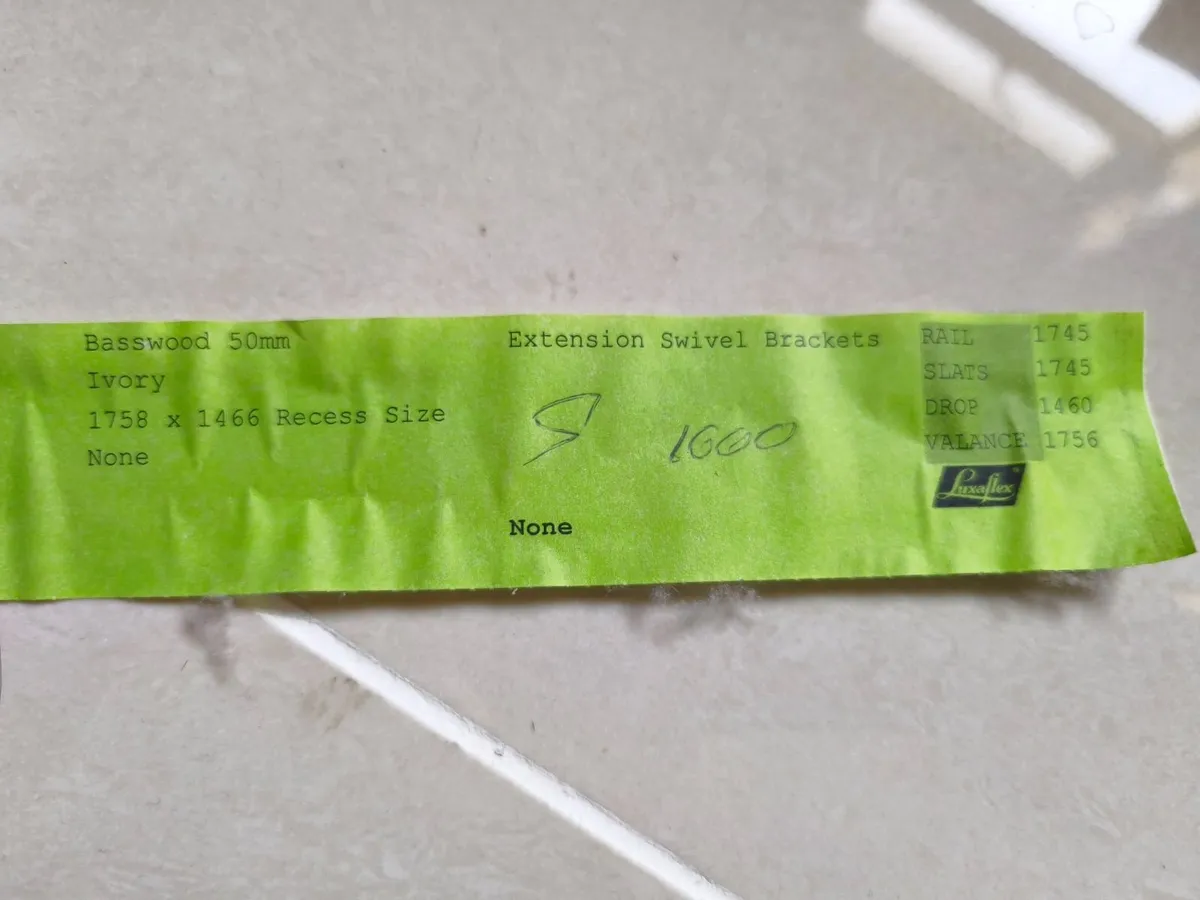 Basswood 50mm
Ivory
1758 x 1466 Recess Size
None
Extension Swivel Brackets
1600
None
RAIL 1745
SLATS 1745
DROP 1460
VALANCE 1756
Luxaflex